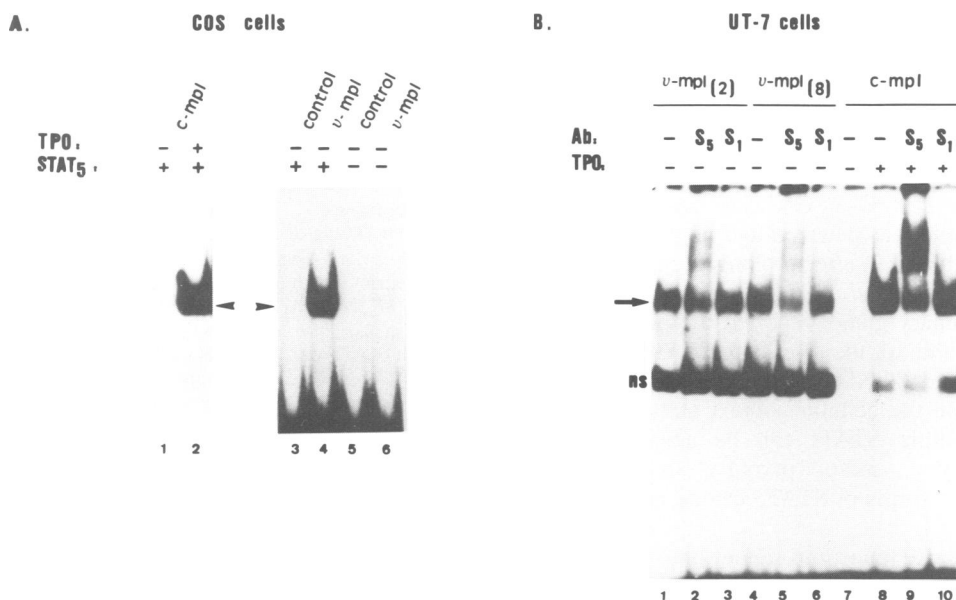 A.
COS cells
c-mpl
control
υ-mpl
control
υ-mpl
TPO:
- +
- - - -
STAT5 :
+ +
+ + - -
1 2
3 4 5 6
B.
UT-7 cells
υ-mpl (2)
υ-mpl (8)
c-mpl
Ab:
- S5 S1 - S5 S1 - - S5 S1
TPO:
- - - - - - - + + +
ns
1 2 3 4 5 6 7 8 9 10